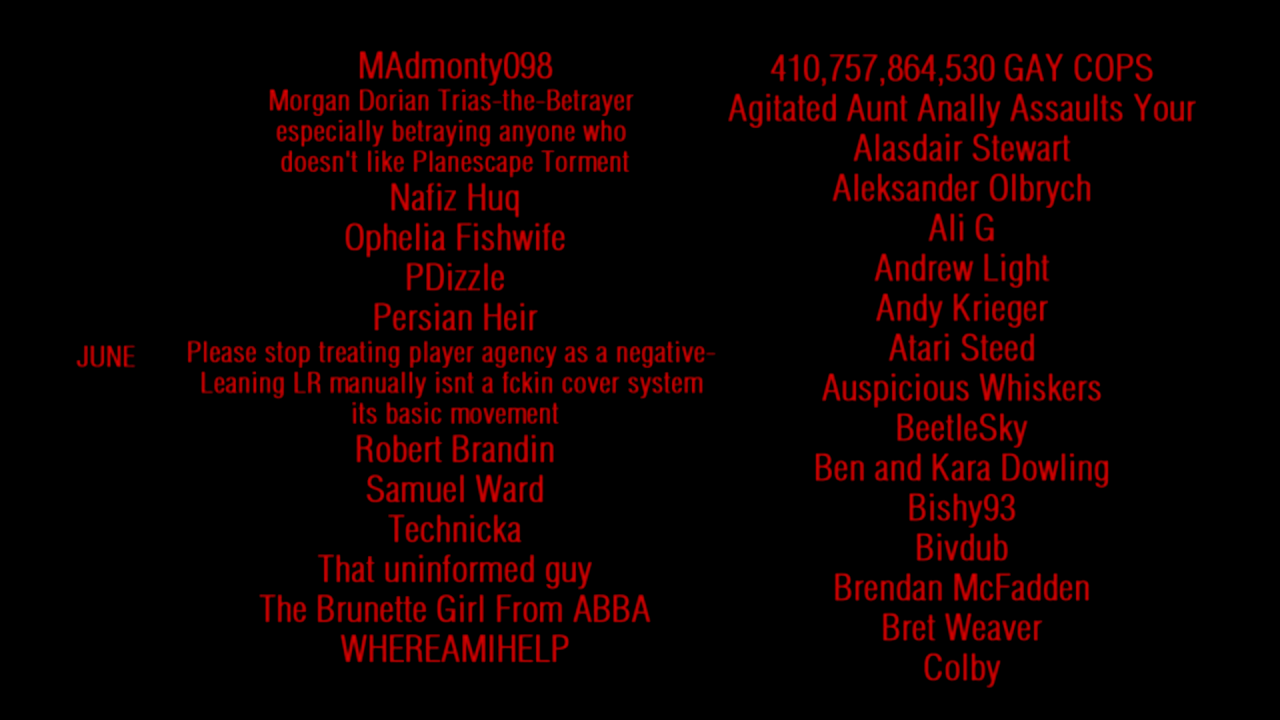 JUNE
MAdmonty098
Morgan Dorian Trias-the-Betrayer
especially betraying anyone who
doesn't like Planescape Torment
Nafiz Huq
Ophelia Fishwife
PDizzle
Persian Heir
Please stop treating player agency as a negative-
Leaning LR manually isnt a fckin cover system
its basic movement
Robert Brandin
Samuel Ward
Technicka
That uninformed guy
The Brunette Girl From ABBA
WHEREAMIHELP
410,757,864,530 GAY COPS
Agitated Aunt Anally Assaults Your
Alasdair Stewart
Aleksander Olbrych
Ali G
Andrew Light
Andy Krieger
Atari Steed
Auspicious Whiskers
BeetleSky
Ben and Kara Dowling
Bishy93
Bivdub
Brendan McFadden
Bret Weaver
Colby